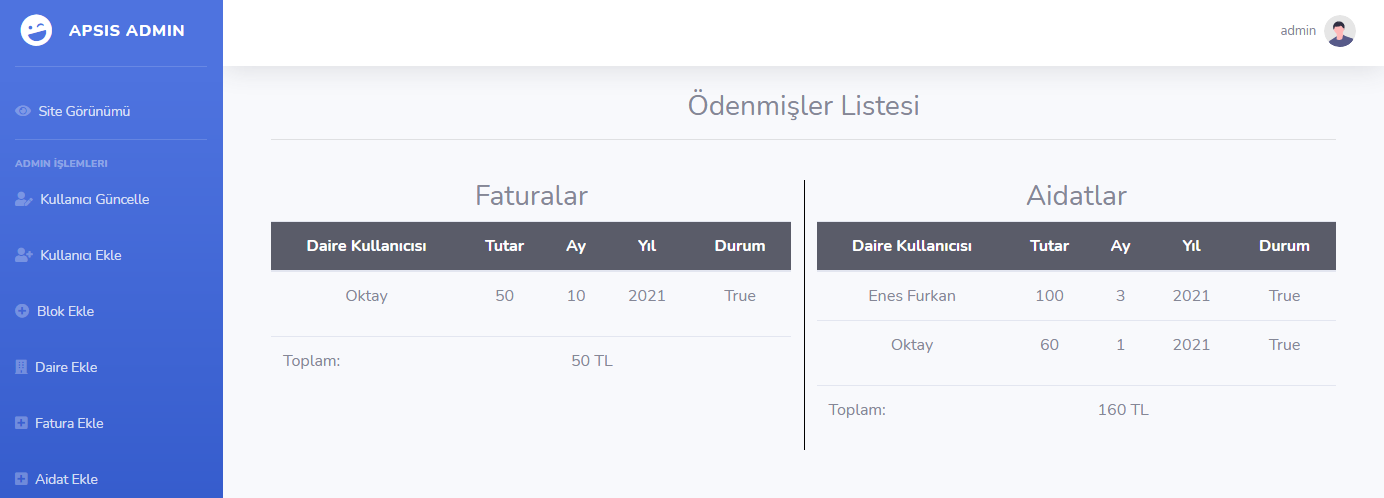 APSIS ADMIN
admin
Site Görünümü
ADMIN İŞLEMLERI
Kullanıcı Güncelle
Kullanıcı Ekle
Blok Ekle
Daire Ekle
Fatura Ekle
Aidat Ekle
Ödenmişler Listesi
Faturalar
Daire Kullanıcısı Tutar Ay Yıl Durum
Oktay 50 10 2021 True
Toplam: 50 TL
Aidatlar
Daire Kullanıcısı Tutar Ay Yıl Durum
Enes Furkan 100 3 2021 True
Oktay 60 1 2021 True
Toplam: 160 TL